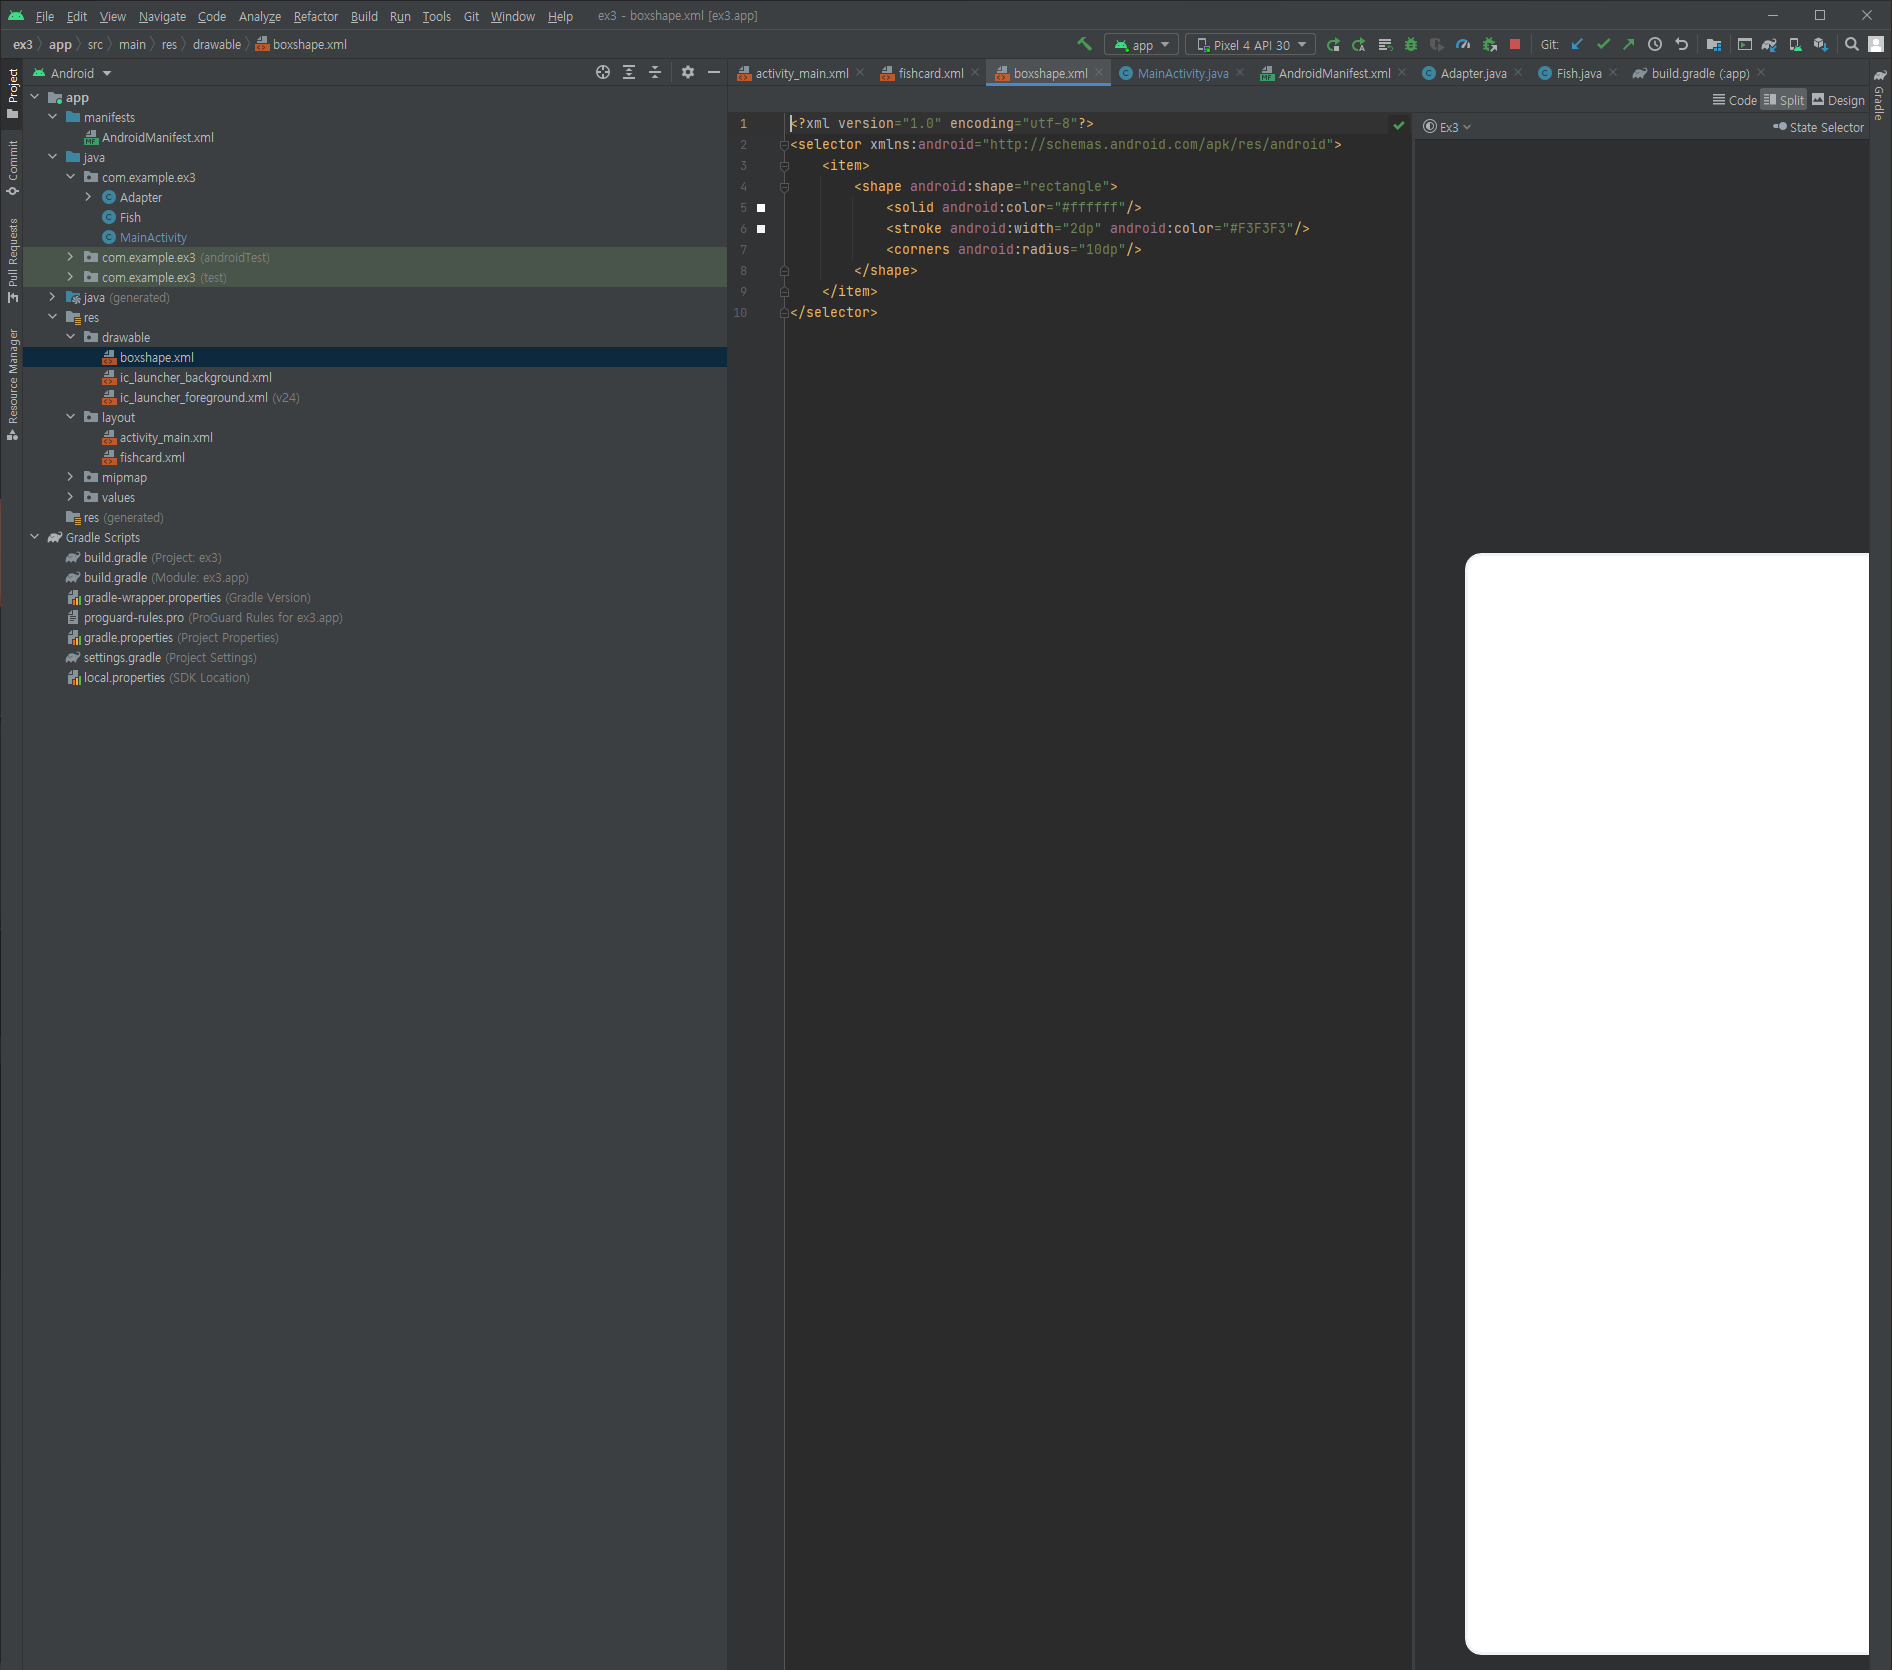 File Edit View Navigate Code Analyze Refactor Build Run Tools Git Window Help ex3 - boxshape.xml [ex3.app]
ex3 app src main res drawable boxshape.xml app Pixel 4 API 30 Git:
Android activity_main.xml fishcard.xml boxshape.xml MainActivity.java AndroidManifest.xml Adapter.java Fish.java build.gradle (:app)
Project
Commit
Pull Requests
Resource Manager
app
manifests
AndroidManifest.xml
java
com.example.ex3
Adapter
Fish
MainActivity
com.example.ex3 (androidTest)
com.example.ex3 (test)
java (generated)
res
drawable
boxshape.xml
ic_launcher_background.xml
ic_launcher_foreground.xml (v24)
layout
activity_main.xml
fishcard.xml
mipmap
values
res (generated)
Gradle Scripts
build.gradle (Project: ex3)
build.gradle (Module: ex3.app)
gradle-wrapper.properties (Gradle Version)
proguard-rules.pro (ProGuard Rules for ex3.app)
gradle.properties (Project Properties)
settings.gradle (Project Settings)
local.properties (SDK Location)
1 <?xml version="1.0" encoding="utf-8"?>
2 <selector xmlns:android="http://schemas.android.com/apk/res/android">
3 <item>
4 <shape android:shape="rectangle">
5 <solid android:color="#ffffff"/>
6 <stroke android:width="2dp" android:color="#F3F3F3"/>
7 <corners android:radius="10dp"/>
8 </shape>
9 </item>
10 </selector>
Code Split Design
Ex3 State Selector
Gradle